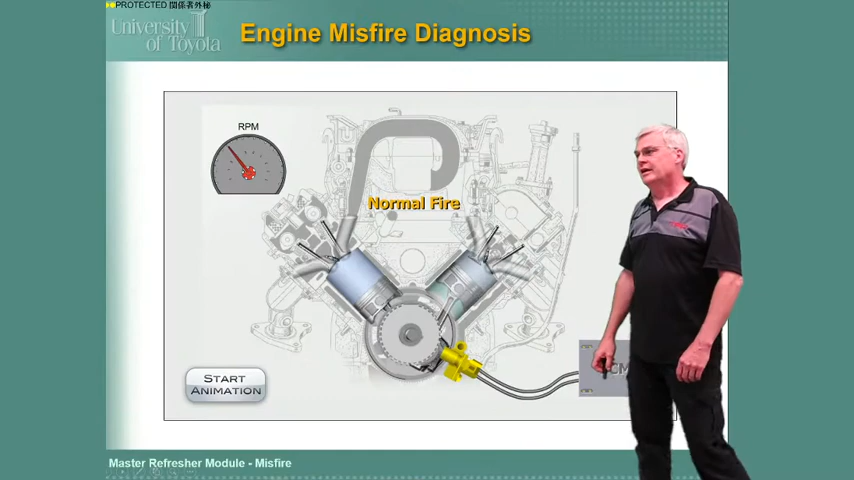 PROTECTED 関係者外秘
University
of Toyota
Engine Misfire Diagnosis
RPM
Normal Fire
START
ANIMATION
CM
Master Refresher Module - Misfire